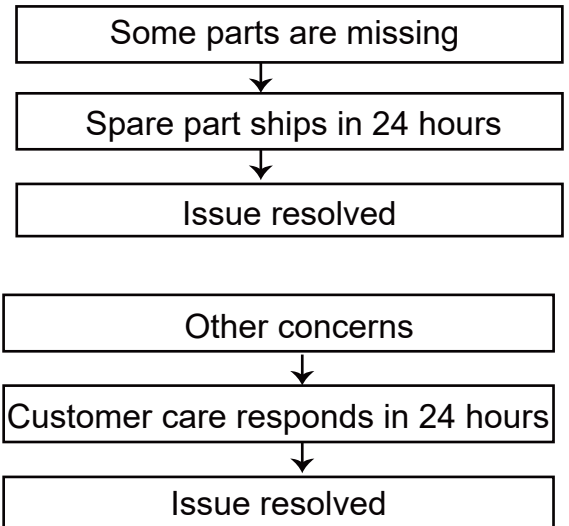 Some parts are missing
Spare part ships in 24 hours
Issue resolved
Other concerns
Customer care responds in 24 hours
Issue resolved